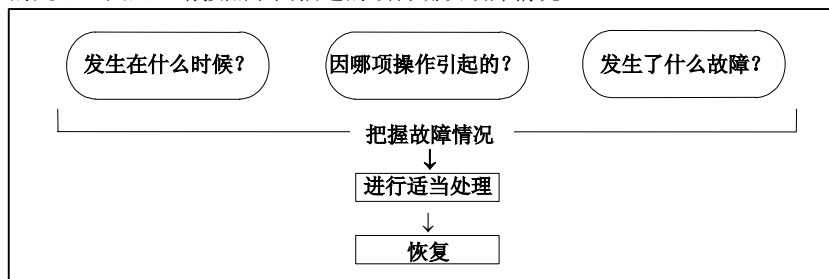 发生在什么时候？ 因哪项操作引起的？ 发生了什么故障？
把握故障情况
↓
进行适当处理
↓
恢复